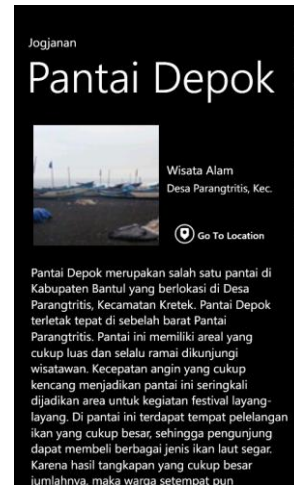 Jogjanan
Pantai Depok
Wisata Alam
Desa Parangtritis, Kec.
Go To Location
Pantai Depok merupakan salah satu pantai di
Kabupaten Bantul yang berlokasi di Desa
Parangtritis, Kecamatan Kretek. Pantai Depok
terletak tepat di sebelah barat Pantai
Parangtritis. Pantai ini memiliki areal yang
cukup luas dan selalu ramai dikunjungi
wisatawan. Kecepatan angin yang cukup
kencang menjadikan pantai ini seringkali
dijadikan area untuk kegiatan festival layang-
layang. Di pantai ini terdapat tempat pelelangan
ikan yang cukup besar, sehingga pengunjung
dapat membeli berbagai jenis ikan laut segar.
Karena hasil tangkapan yang cukup besar
jumlahnya, maka warga setempat pun